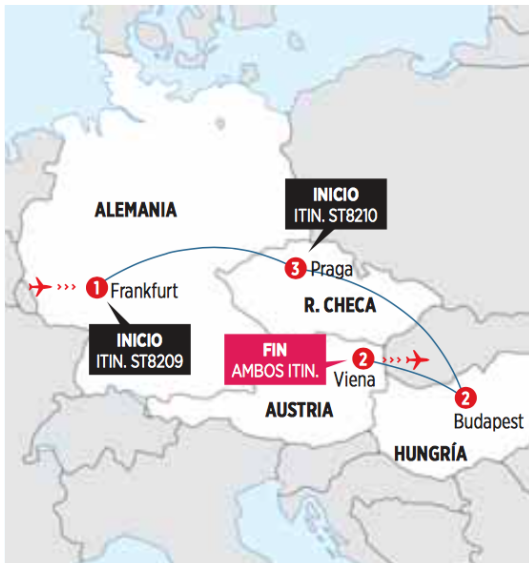 ALEMANIA
INICIO
ITIN. ST8210
3 Praga
1 Frankfurt
R. CHECA
INICIO
ITIN. ST8209
FIN
AMBOS ITIN.
2
Viena
2
AUSTRIA
Budapest
HUNGRÍA